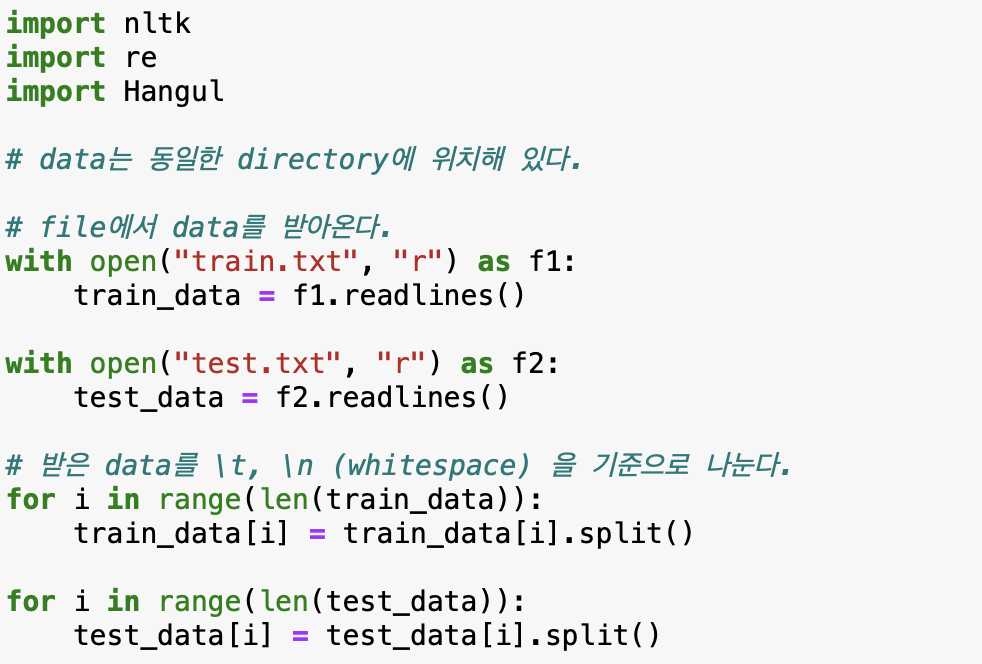 import nltk
import re
import Hangul
# data는 동일한 directory에 위치해 있다.
# file에서 data를 받아온다.
with open("train.txt", "r") as f1:
    train_data = f1.readlines()
with open("test.txt", "r") as f2:
    test_data = f2.readlines()
# 받은 data를 \t, \n (whitespace) 을 기준으로 나눈다.
for i in range(len(train_data)):
    train_data[i] = train_data[i].split()
for i in range(len(test_data)):
    test_data[i] = test_data[i].split()